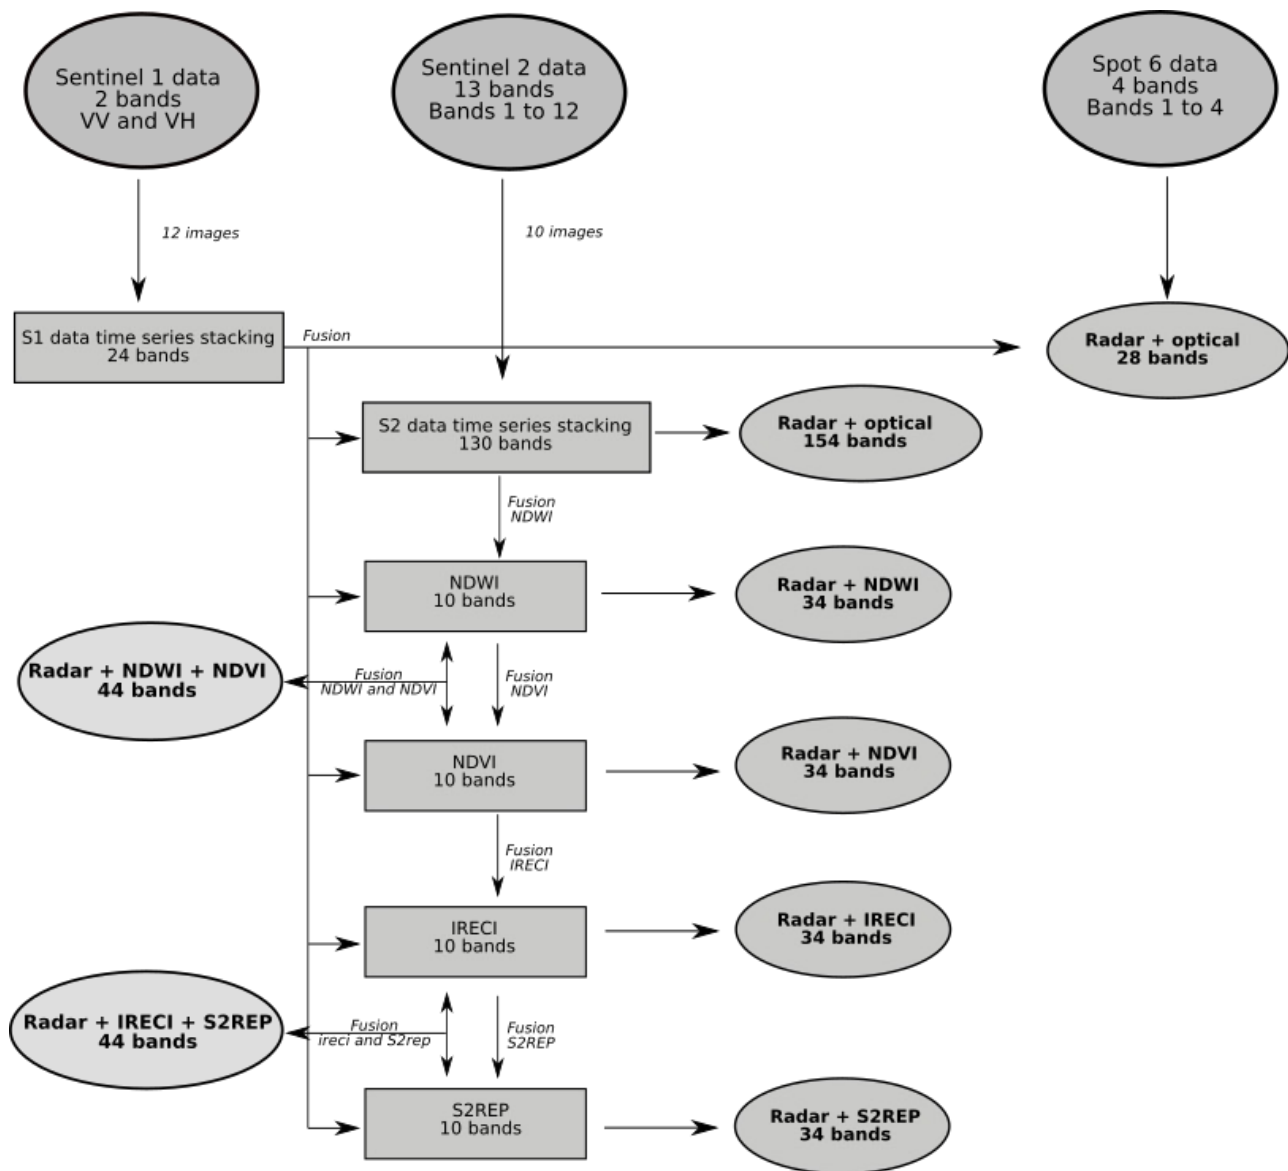 Sentinel 1 data
2 bands
VV and VH
Sentinel 2 data
13 bands
Bands 1 to 12
Spot 6 data
4 bands
Bands 1 to 4
12 images
10 images
S1 data time series stacking
24 bands
Fusion
Radar + optical
28 bands
S2 data time series stacking
130 bands
Radar + optical
154 bands
Fusion
NDWI
NDWI
10 bands
Radar + NDWI
34 bands
Radar + NDWI + NDVI
44 bands
Fusion
NDWI and NDVI
Fusion
NDVI
NDVI
10 bands
Radar + NDVI
34 bands
Fusion
IRECI
IRECI
10 bands
Radar + IRECI
34 bands
Radar + IRECI + S2REP
44 bands
Fusion
ireci and S2rep
Fusion
S2REP
S2REP
10 bands
Radar + S2REP
34 bands